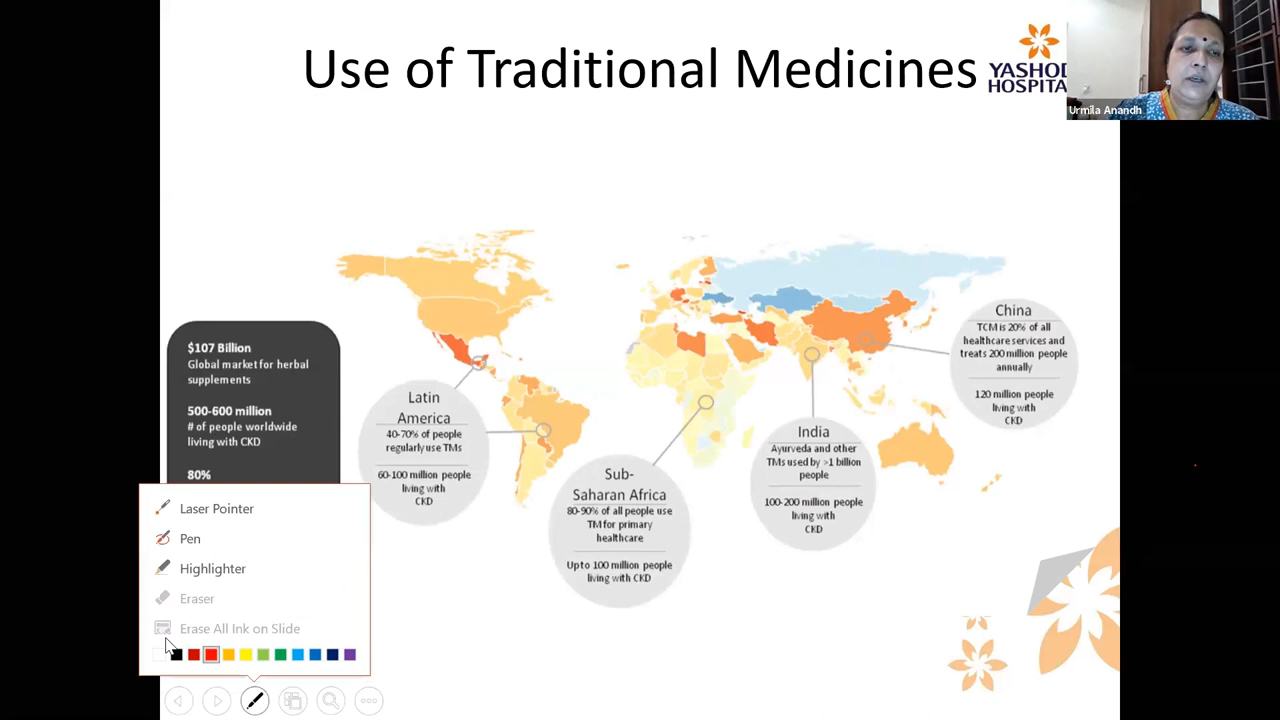 Use of Traditional Medicines
YASHOD
HOSPITA
Urmila Anandh
$107 Billion
Global market for herbal
supplements
500-600 million
# of people worldwide
living with CKD
80%
Latin
America
40-70% of people
regularly use TMs
60-100 million people
living with
CKD
Sub-
Saharan Africa
80-90% of all people use
TM for primary
healthcare
Upto 100 million people
living with CKD
India
Ayurveda and other
TMs used by >1 billion
people
100-200 million people
living with
CKD
China
TCM is 20% of all
healthcare services and
treats 200 million people
annually
120 million people
living with
CKD
Laser Pointer
Pen
Highlighter
Eraser
Erase All Ink on Slide